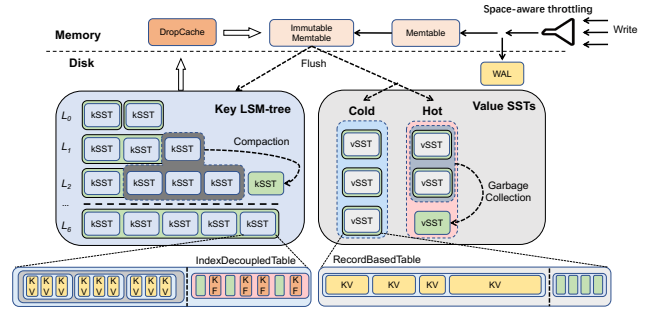 Space-aware throttling
Memory
DropCache
Immutable
Memtable
Memtable
Write
Disk
Flush
WAL
Key LSM-tree
Value SSTs
L0
kSST
kSST
Cold
Hot
L1
kSST
kSST
kSST
Compaction
vSST
vSST
L2
kSST
kSST
kSST
kSST
kSST
vSST
vSST
Garbage
Collection
...
L6
kSST
kSST
kSST
kSST
kSST
vSST
vSST
IndexDecoupledTable
RecordBasedTable
K
V
K
V
K
V
K
V
K
V
K
V
K
V
K
V
K
V
K
F
K
F
K
F
KV
KV
KV
KV